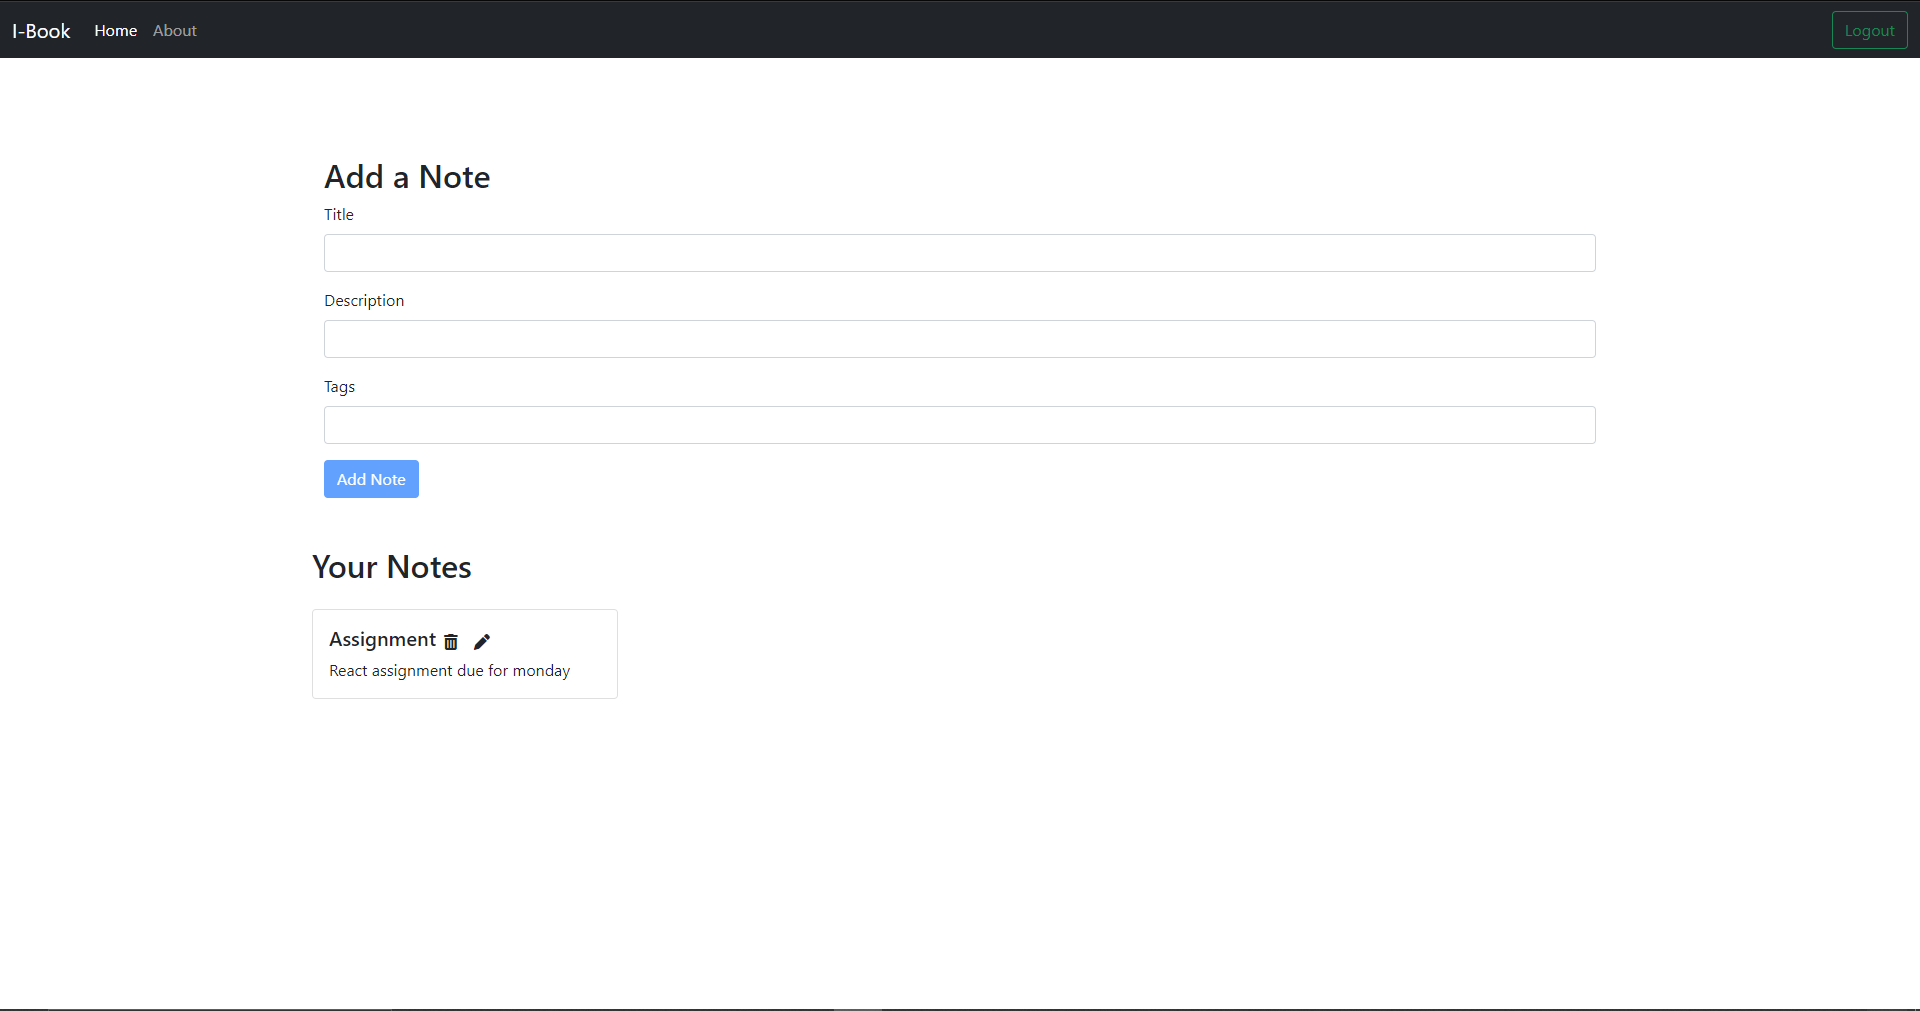 I-Book Home About Logout
Add a Note
Title
Description
Tags
Add Note
Your Notes
Assignment
React assignment due for monday